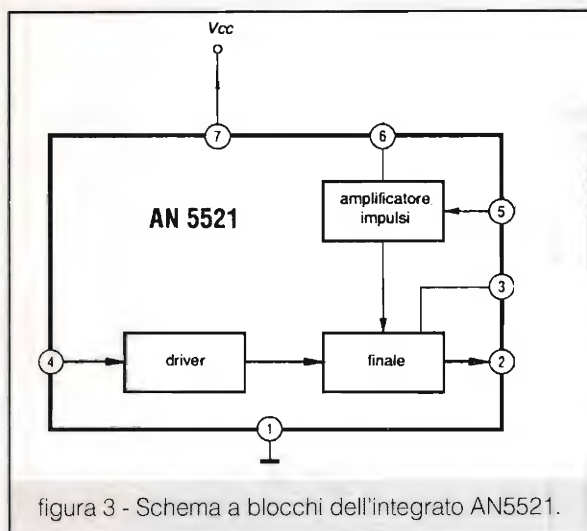 Vcc
7
6
AN 5521
amplificatore
impulsi
5
3
4
driver
finale
2
1
figura 3 - Schema a blocchi dell'integrato AN5521.